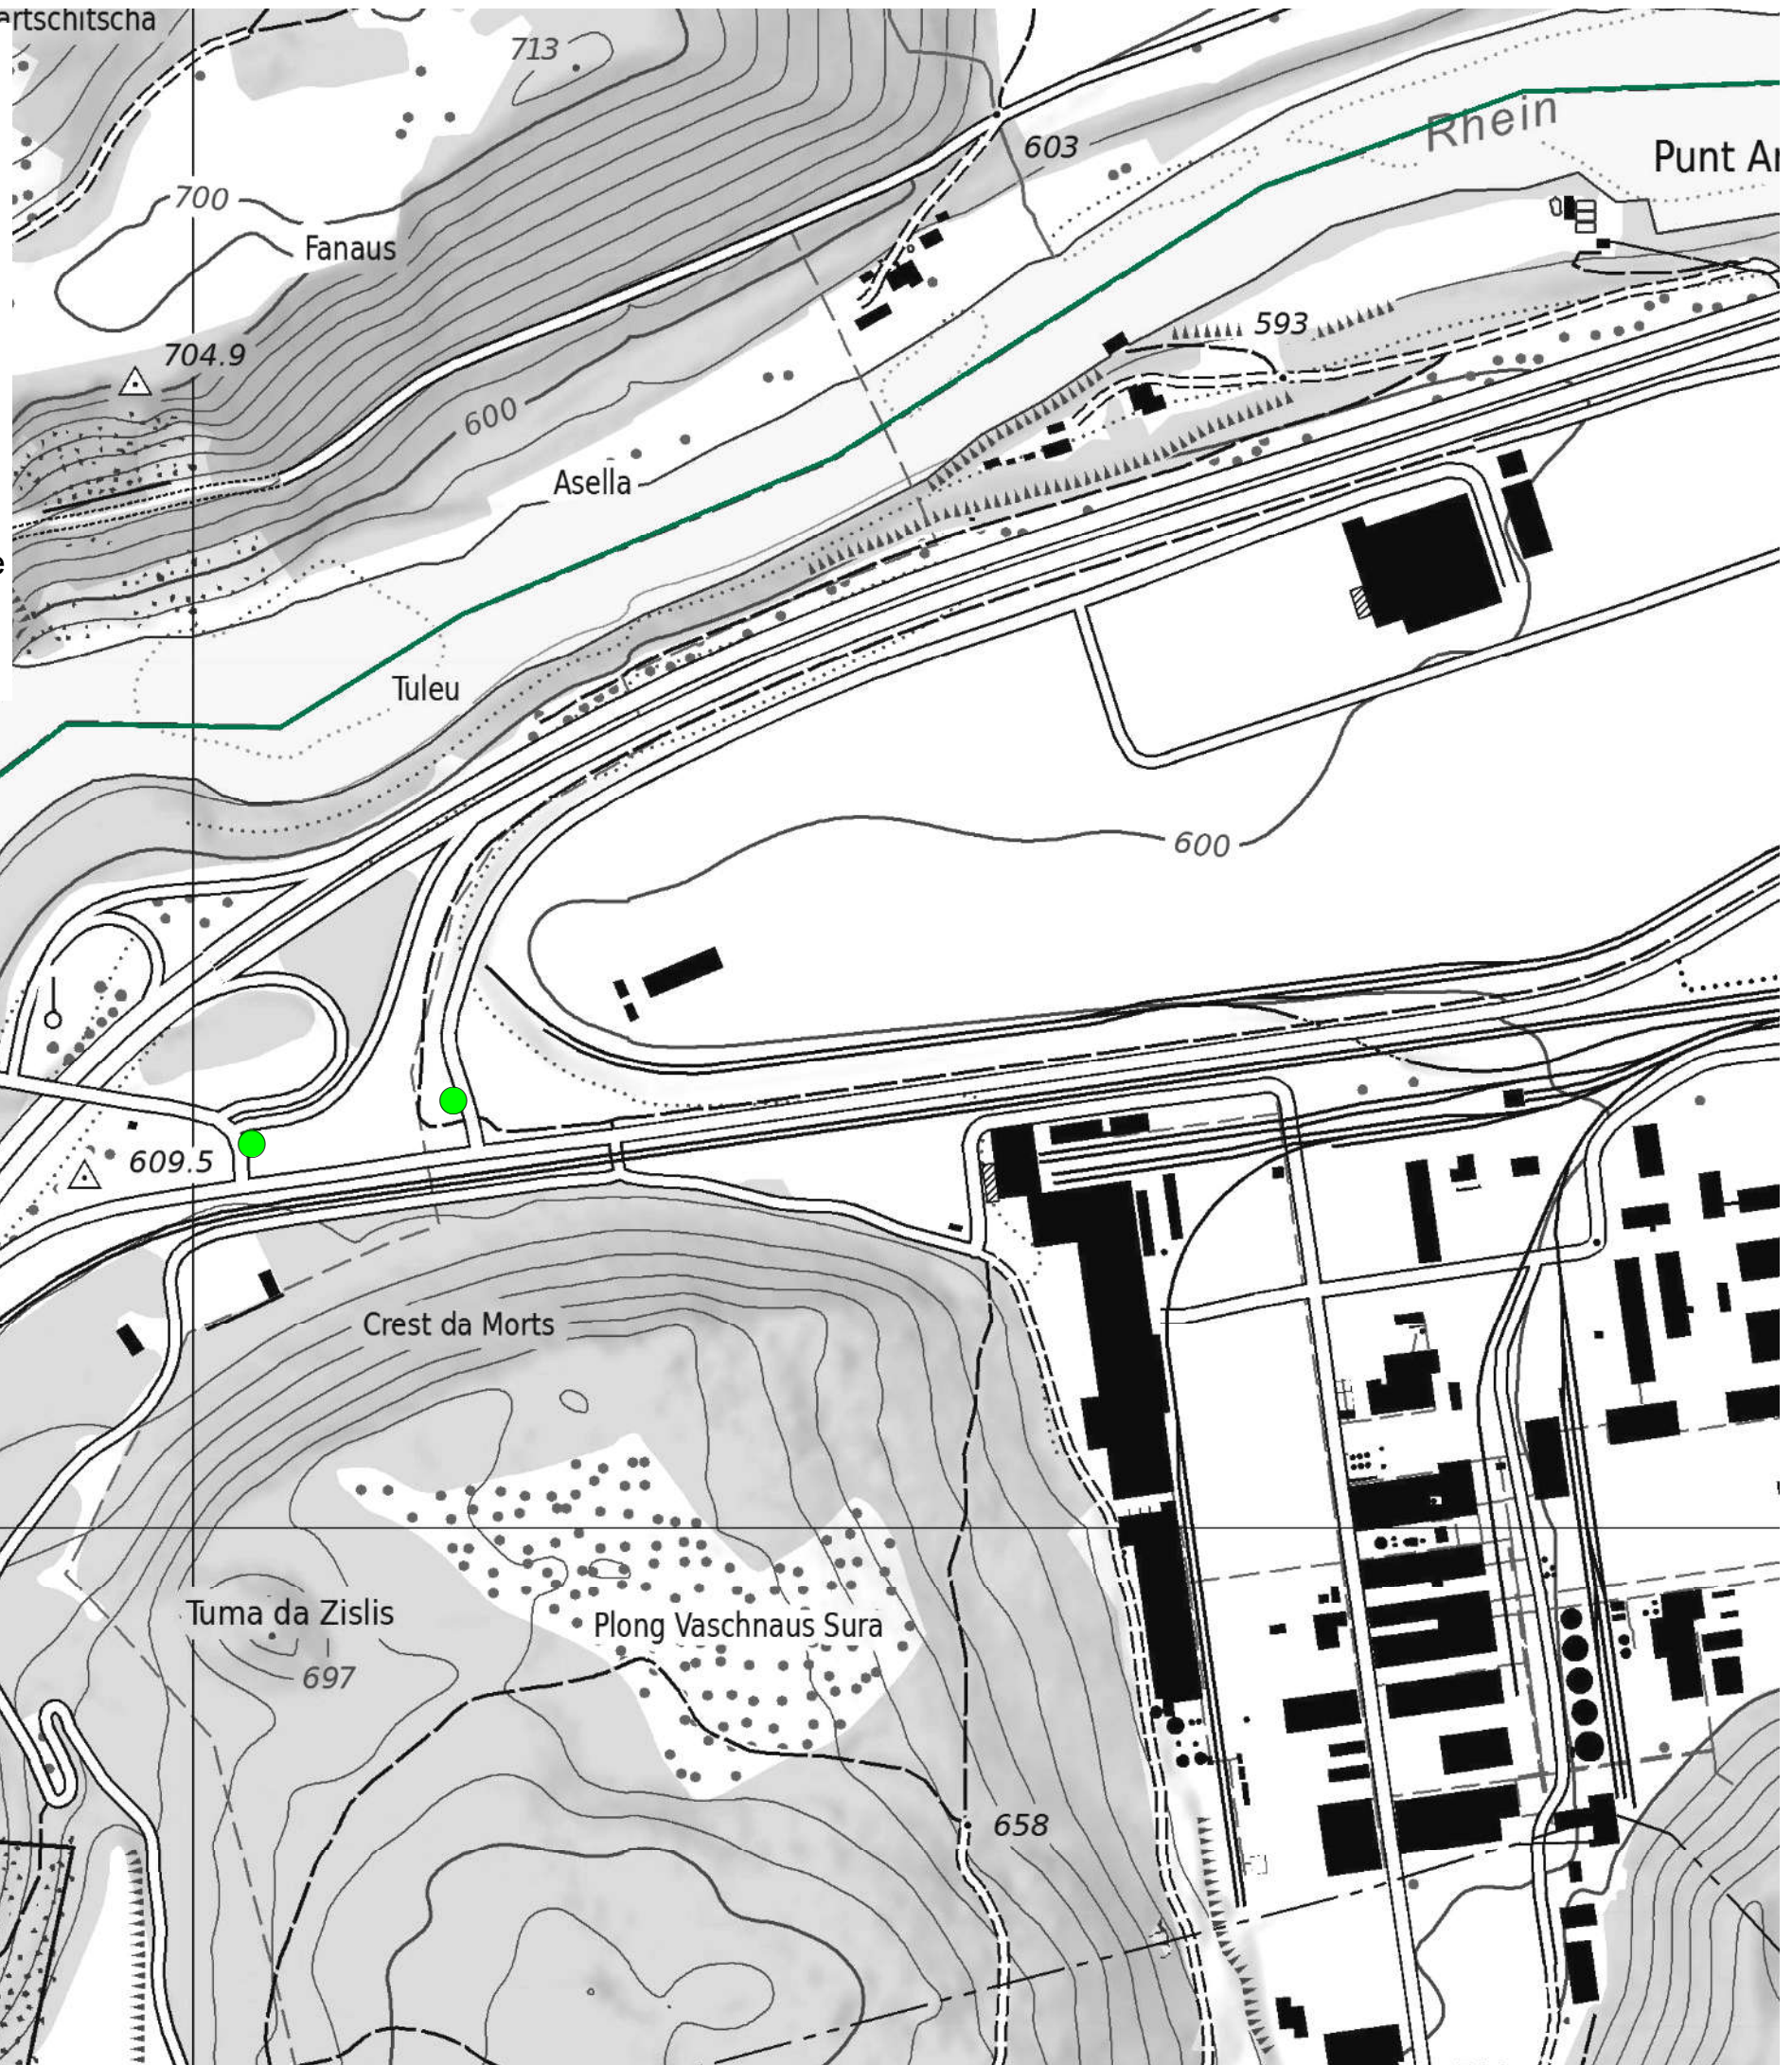 artschitscha
713
603
Rhein
Punt Ar
700
Fanaus
593
704.9
600
Asella
e
Tuleu
600
609.5
Crest da Morts
Tuma da Zislis
Plong Vaschnaus Sura
697
658